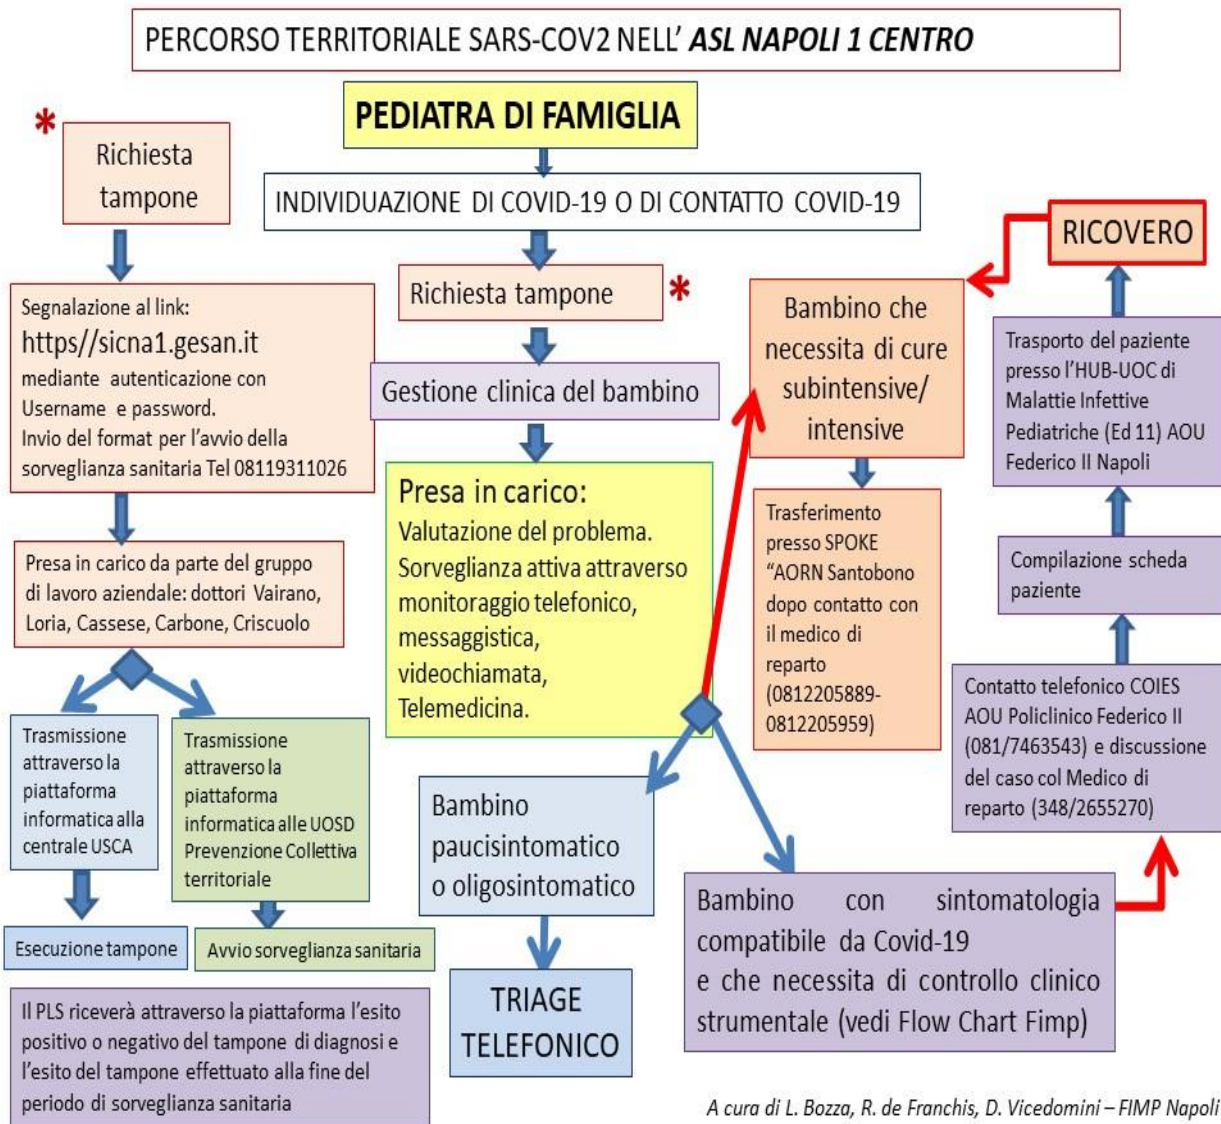 PERCORSO TERRITORIALE SARS-COV2 NELL' ASL NAPOLI 1 CENTRO
PEDIATRA DI FAMIGLIA
INDIVIDUAZIONE DI COVID-19 O DI CONTATTO COVID-19
*
Richiesta
tampone
Segnalazione al link:
https//sicna1.gesan.it
mediante autenticazione con
Username e password.
Invio del format per l'avvio della
sorveglianza sanitaria Tel 08119311026
Presa in carico da parte del gruppo
di lavoro aziendale: dottori Vairano,
Loria, Cassese, Carbone, Criscuolo
Trasmissione
attraverso la
piattaforma
informatica alla
centrale USCA
Esecuzione tampone
Trasmissione
attraverso la
piattaforma
informatica alle UOSD
Prevenzione Collettiva
territoriale
Avvio sorveglianza sanitaria
Il PLS riceverà attraverso la piattaforma l'esito
positivo o negativo del tampone di diagnosi e
l'esito del tampone effettuato alla fine del
periodo di sorveglianza sanitaria
Richiesta tampone *
Gestione clinica del bambino
Presa in carico:
Valutazione del problema.
Sorveglianza attiva attraverso
monitoraggio telefonico,
messaggistica,
videochiamata,
Telemedicina.
Bambino
paucisintomatico
o oligosintomatico
TRIAGE
TELEFONICO
Bambino che
necessita di cure
subintensive/
intensive
Trasferimento
presso SPOKE
“AORN Santobono
dopo contatto con
il medico di
reparto
(0812205889-
0812205959)
RICOVERO
Trasporto del paziente
presso l'HUB-UOC di
Malattie Infettive
Pediatriche (Ed 11) AOU
Federico II Napoli
Compilazione scheda
paziente
Contatto telefonico COIES
AOU Policlinico Federico II
(081/7463543) e discussione
del caso col Medico di
reparto (348/2655270)
Bambino con sintomatologia
compatibile da Covid-19
e che necessita di controllo clinico
strumentale (vedi Flow Chart Fimp)
A cura di L. Bozza, R. de Franchis, D. Vicedomini – FIMP Napoli